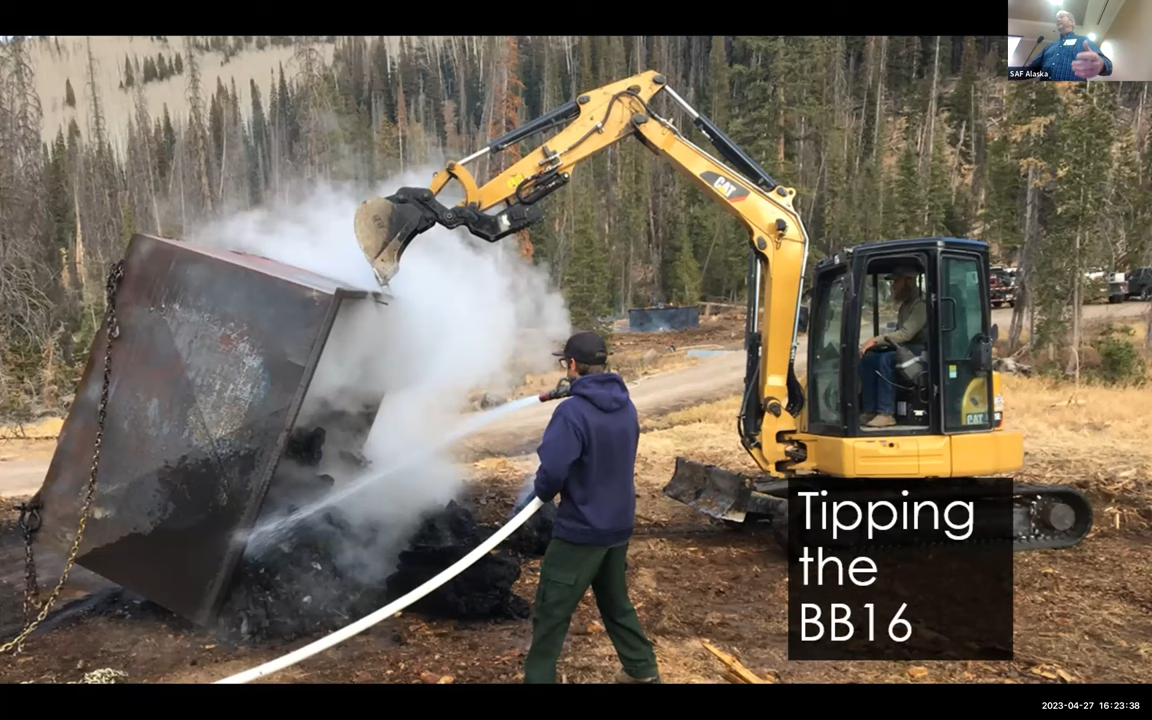 SAF Alaska
CAT
CAT
Tipping
the
BB16
2023-04-27 16:23:38